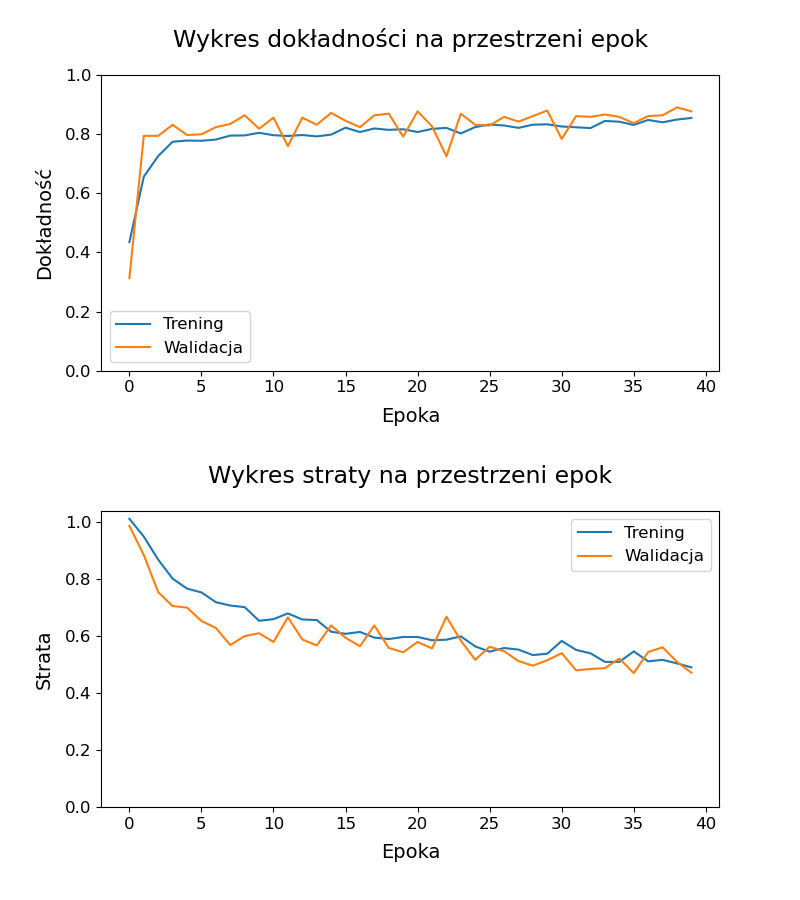 Wykres dokładności na przestrzeni epok
1.0
0.8
0.6
0.4
0.2
0.0
Dokładność
Trening
Walidacja
0 5 10 15 20 25 30 35 40
Epoka
Wykres straty na przestrzeni epok
1.0
0.8
0.6
0.4
0.2
0.0
Strata
Trening
Walidacja
0 5 10 15 20 25 30 35 40
Epoka